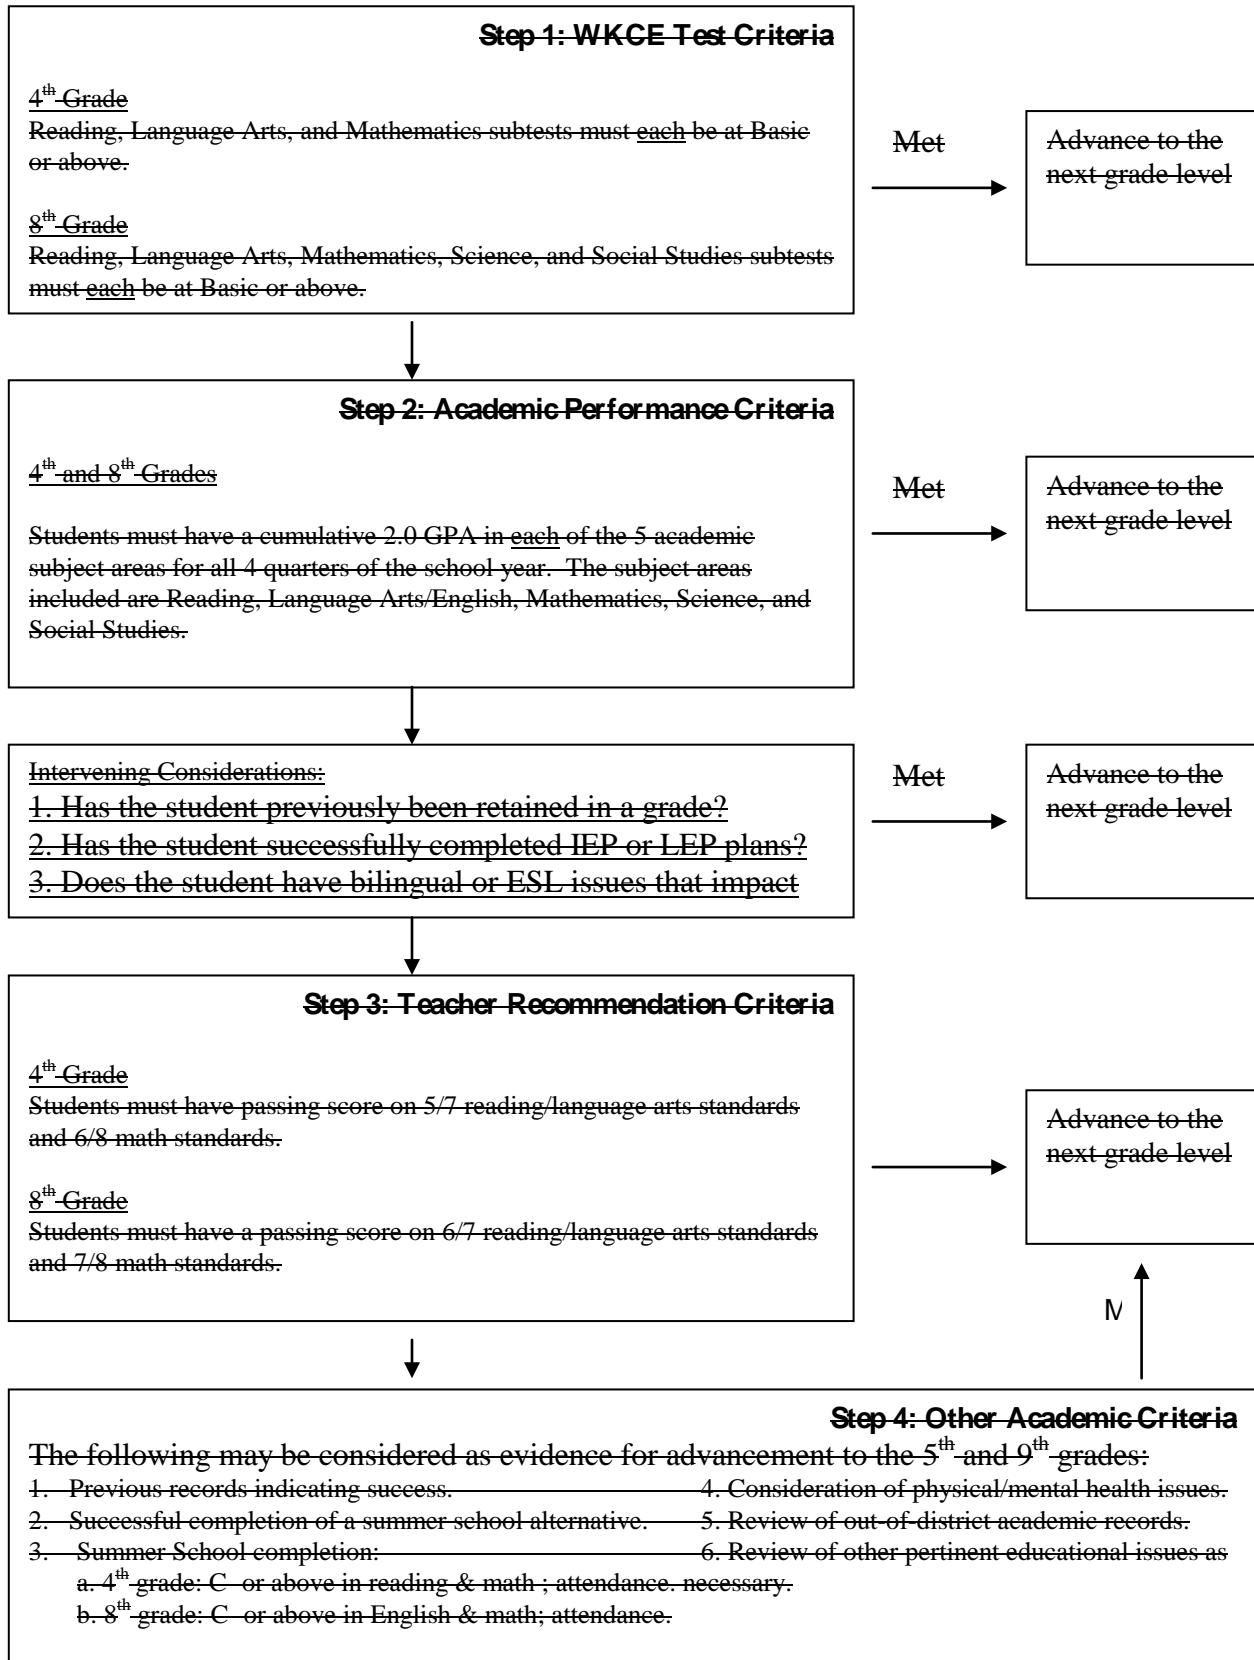 Step 1: WKCE Test Criteria
4th Grade
Reading, Language Arts, and Mathematics subtests must each be at Basic
or above.
8th Grade
Reading, Language Arts, Mathematics, Science, and Social Studies subtests
must each be at Basic or above.
Met
Advance to the
next grade level
Step 2: Academic Performance Criteria
4th and 8th Grades
Students must have a cumulative 2.0 GPA in each of the 5 academic
subject areas for all 4 quarters of the school year. The subject areas
included are Reading, Language Arts/English, Mathematics, Science, and
Social Studies.
Met
Advance to the
next grade level
Intervening Considerations:
1. Has the student previously been retained in a grade?
2. Has the student successfully completed IEP or LEP plans?
3. Does the student have bilingual or ESL issues that impact
Met
Advance to the
next grade level
Step 3: Teacher Recommendation Criteria
4th Grade
Students must have passing score on 5/7 reading/language arts standards
and 6/8 math standards.
8th Grade
Students must have a passing score on 6/7 reading/language arts standards
and 7/8 math standards.
Advance to the
next grade level
M
Step 4: Other Academic Criteria
The following may be considered as evidence for advancement to the 5th and 9th grades:
1. Previous records indicating success. 4. Consideration of physical/mental health issues.
2. Successful completion of a summer school alternative. 5. Review of out-of-district academic records.
3. Summer School completion: 6. Review of other pertinent educational issues as
a. 4th grade: C or above in reading & math ; attendance. necessary.
b. 8th grade: C or above in English & math; attendance.